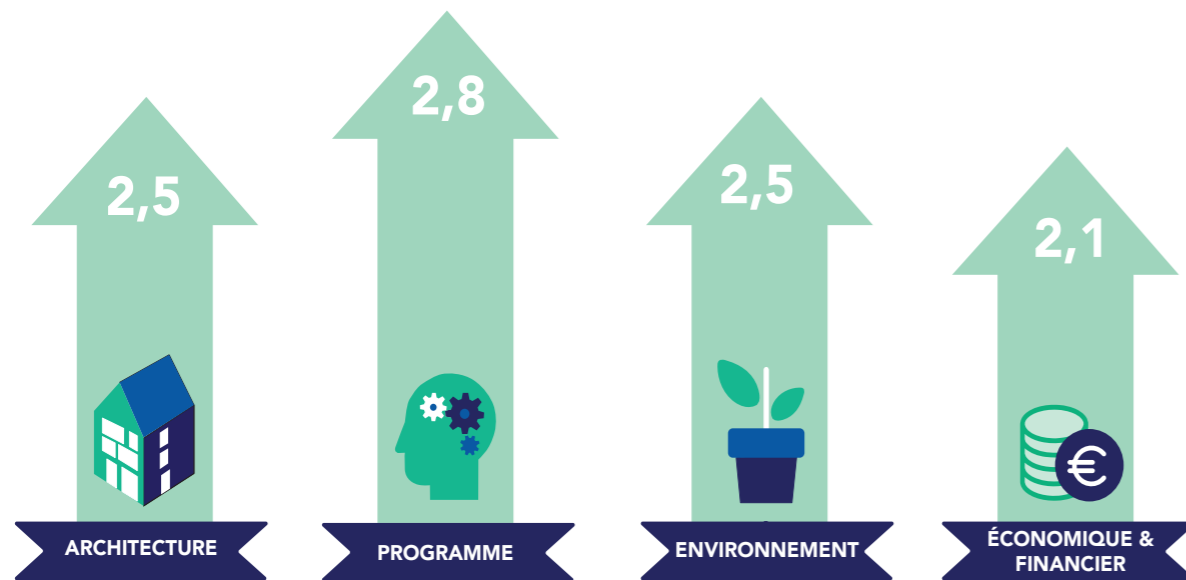 2,5
2,8
2,5
2,1
€
ARCHITECTURE
PROGRAMME
ENVIRONNEMENT
ÉCONOMIQUE &
FINANCIER